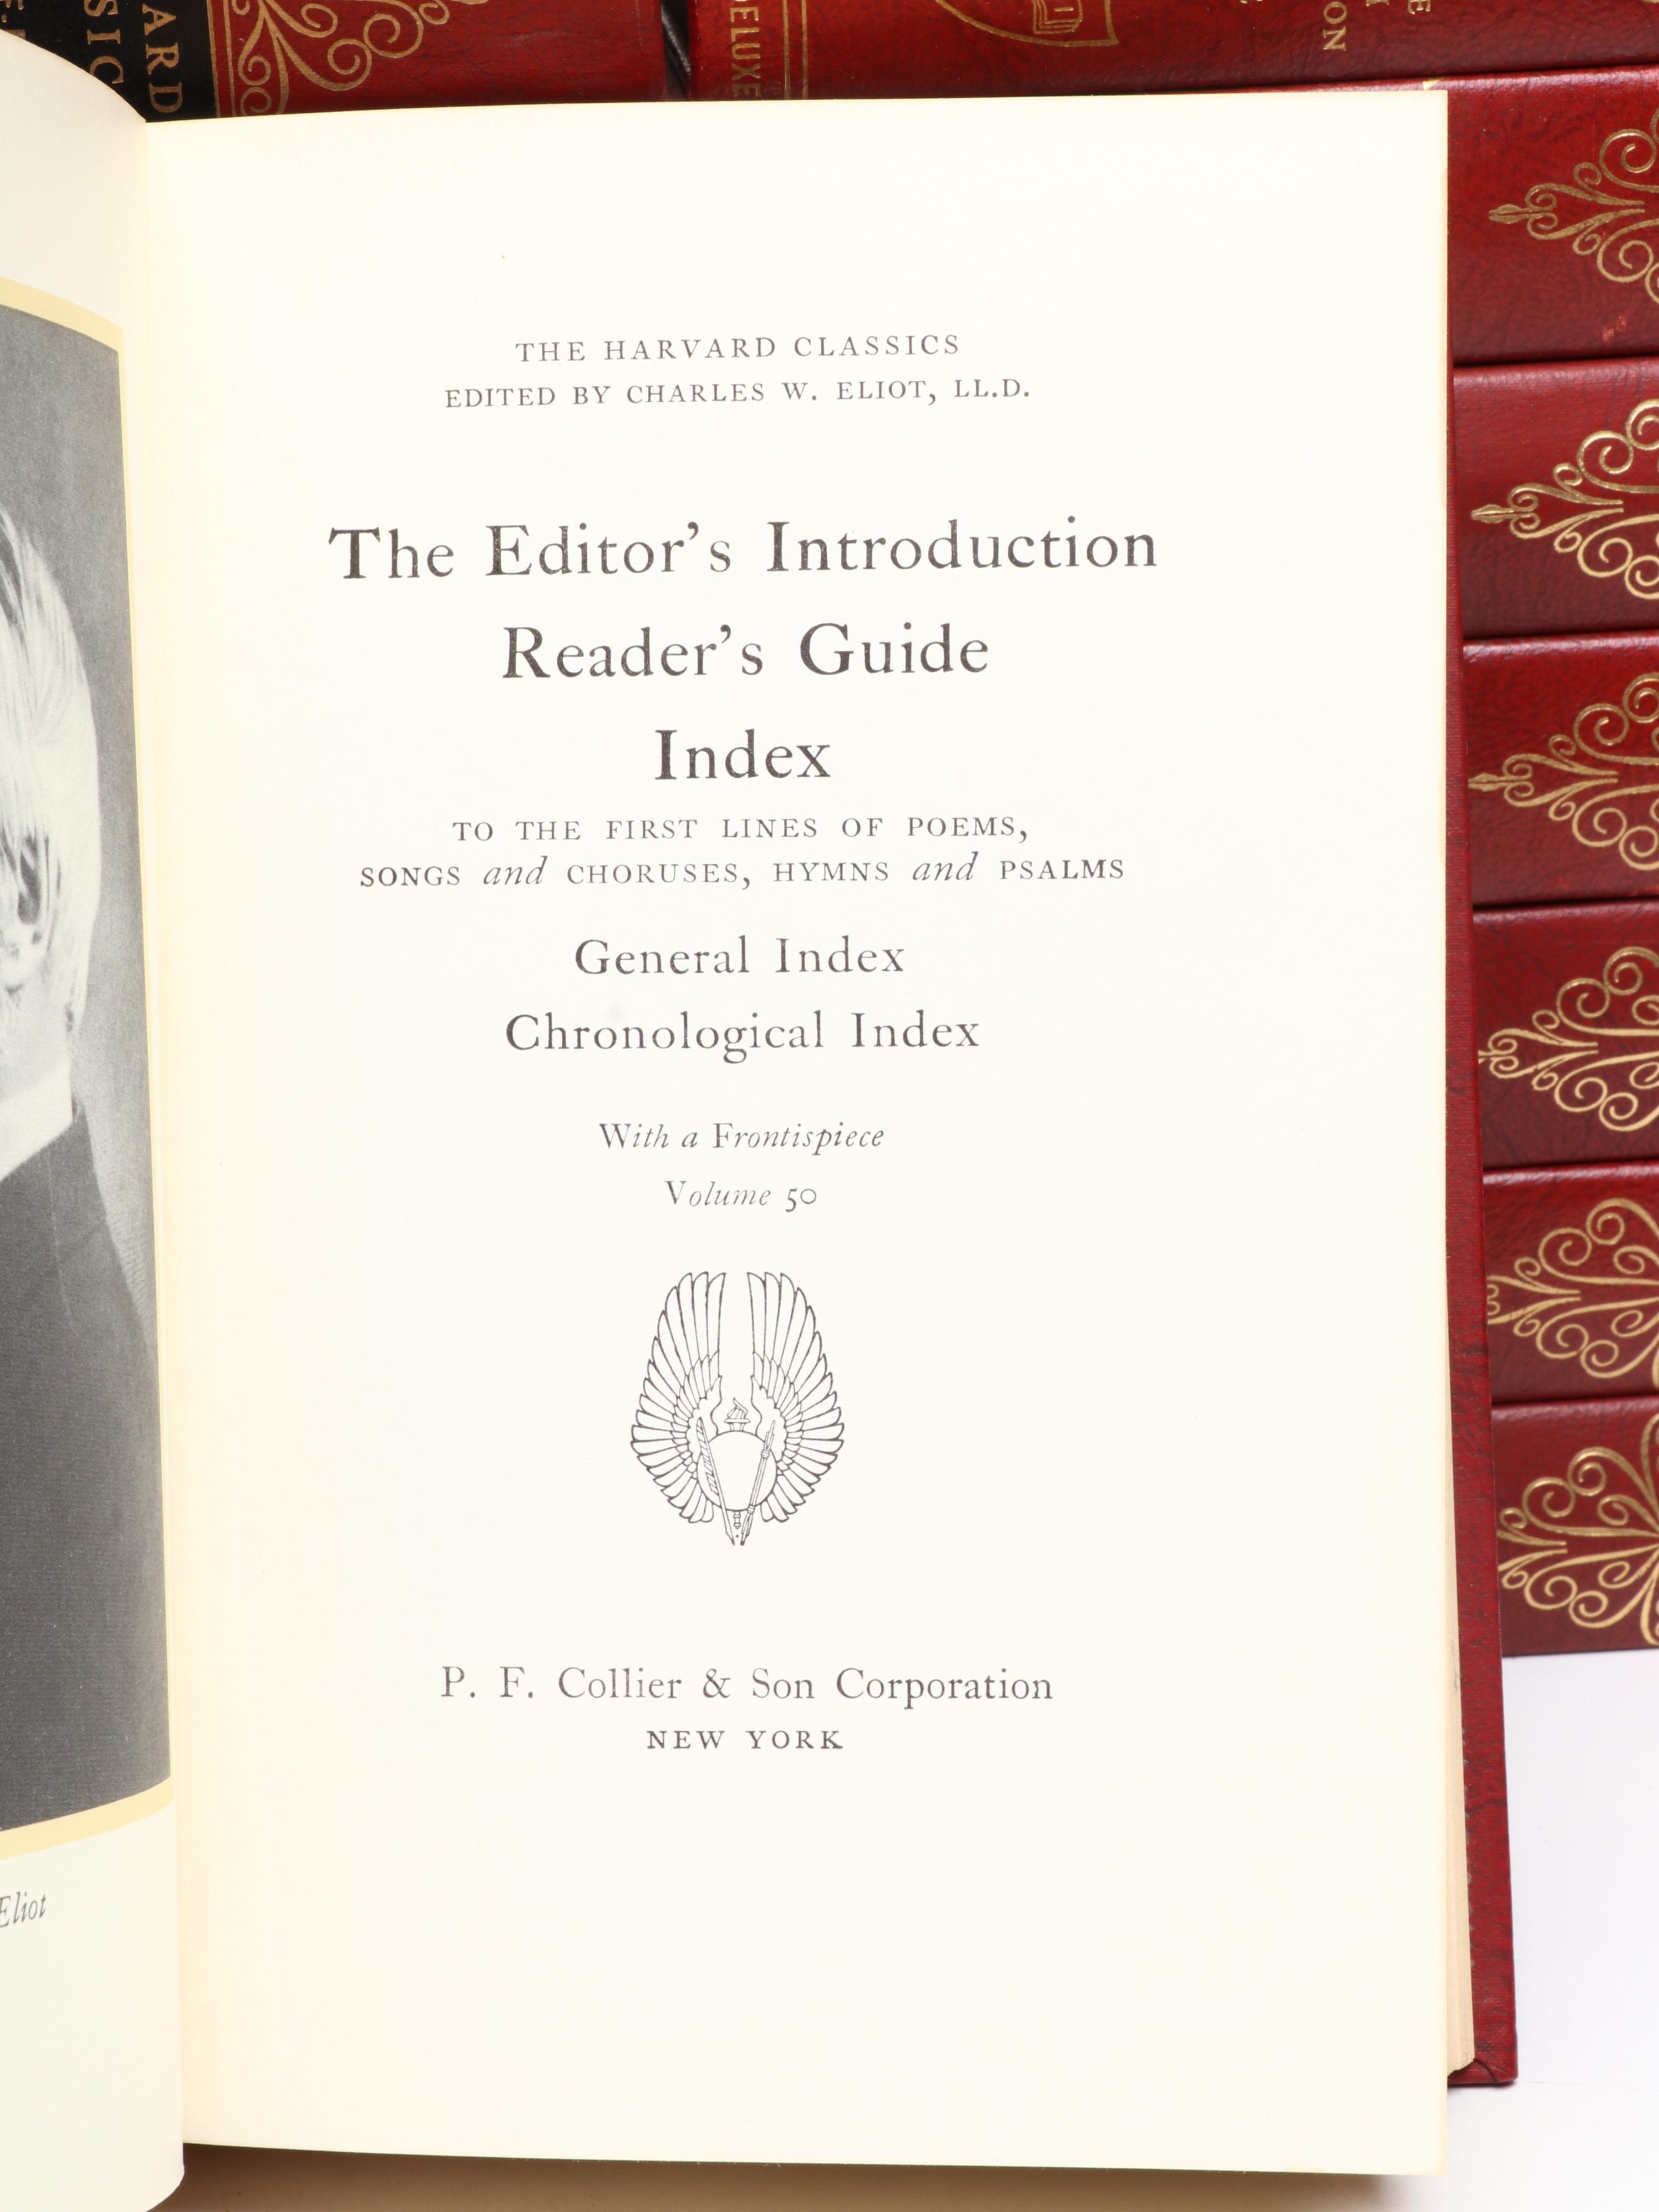 THE HARVARD CLASSICS
EDITED BY CHARLES W. ELIOT, LL.D.
The Editor's Introduction
Reader's Guide
Index
TO THE FIRST LINES OF POEMS,
SONGS and CHORUSES, HYMNS and PSALMS
General Index
Chronological Index
With a Frontispiece
Volume 50
P. F. Collier & Son Corporation
NEW YORK
Eliot
DELUXE